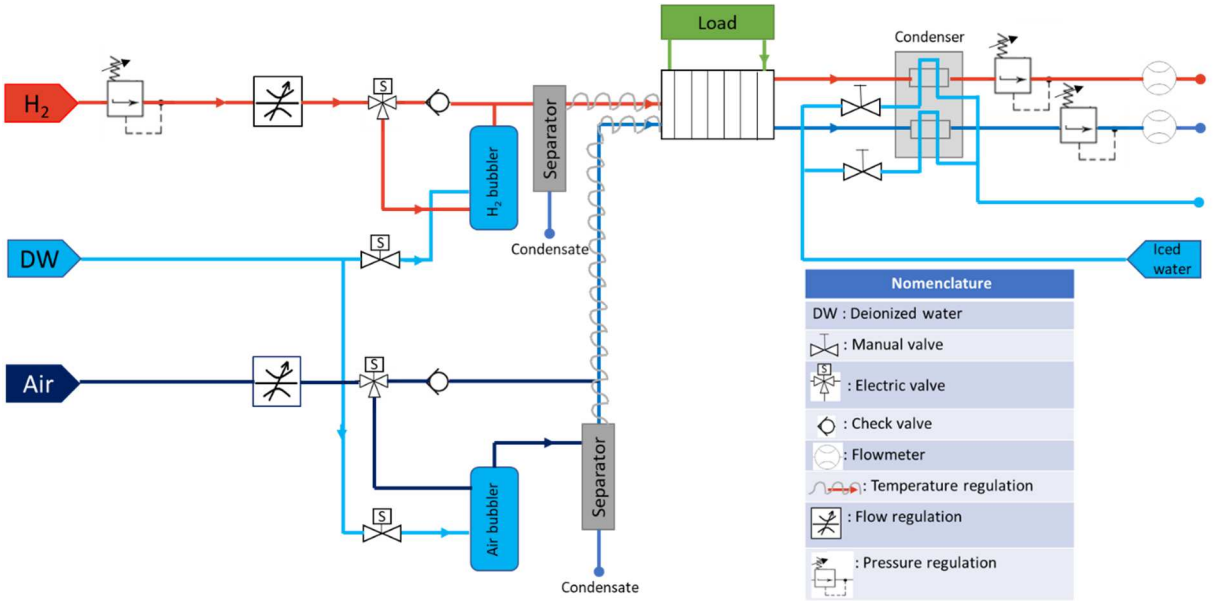 Load
Condenser
H2
S
Separator
H2 bubbler
Condensate
DW
S
Iced
water
Nomenclature
DW : Deionized water
: Manual valve
S
: Electric valve
: Check valve
: Flowmeter
: Temperature regulation
: Flow regulation
: Pressure regulation
Air
S
Separator
Air bubbler
S
Condensate